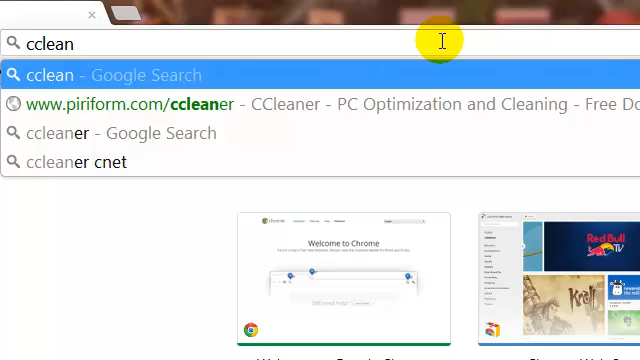 cclean
cclean - Google Search
www.piriform.com/ccleaner - CCleaner - PC Optimization and Cleaning - Free Do
ccleaner - Google Search
ccleaner cnet
Welcome to Chrome
Red Bull
TV